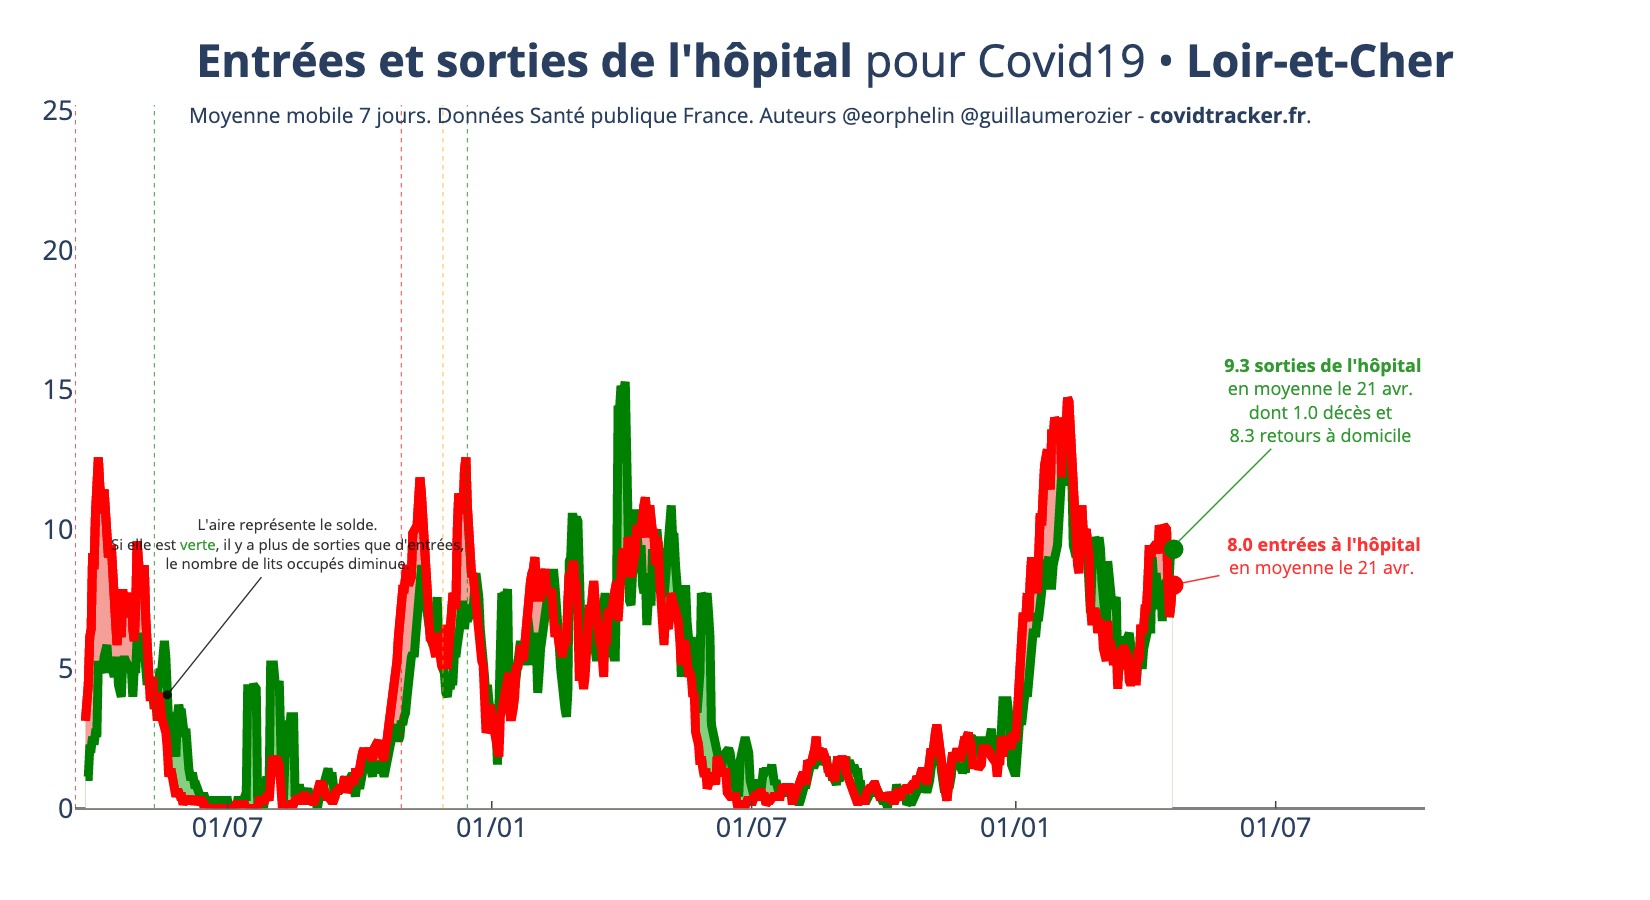 Entrées et sorties de l'hôpital pour Covid19 • Loir-et-Cher
Moyenne mobile 7 jours. Données Santé publique France. Auteurs @eorphelin @guillaumerozier - covidtracker.fr.
25
20
15
10
5
0
9.3 sorties de l'hôpital
en moyenne le 21 avr.
dont 1.0 décès et
8.3 retours à domicile
L'aire représente le solde.
Si elle est verte, il y a plus de sorties que d'entrées,
le nombre de lits occupés diminue.
8.0 entrées à l'hôpital
en moyenne le 21 avr.
01/07
01/01
01/07
01/01
01/07